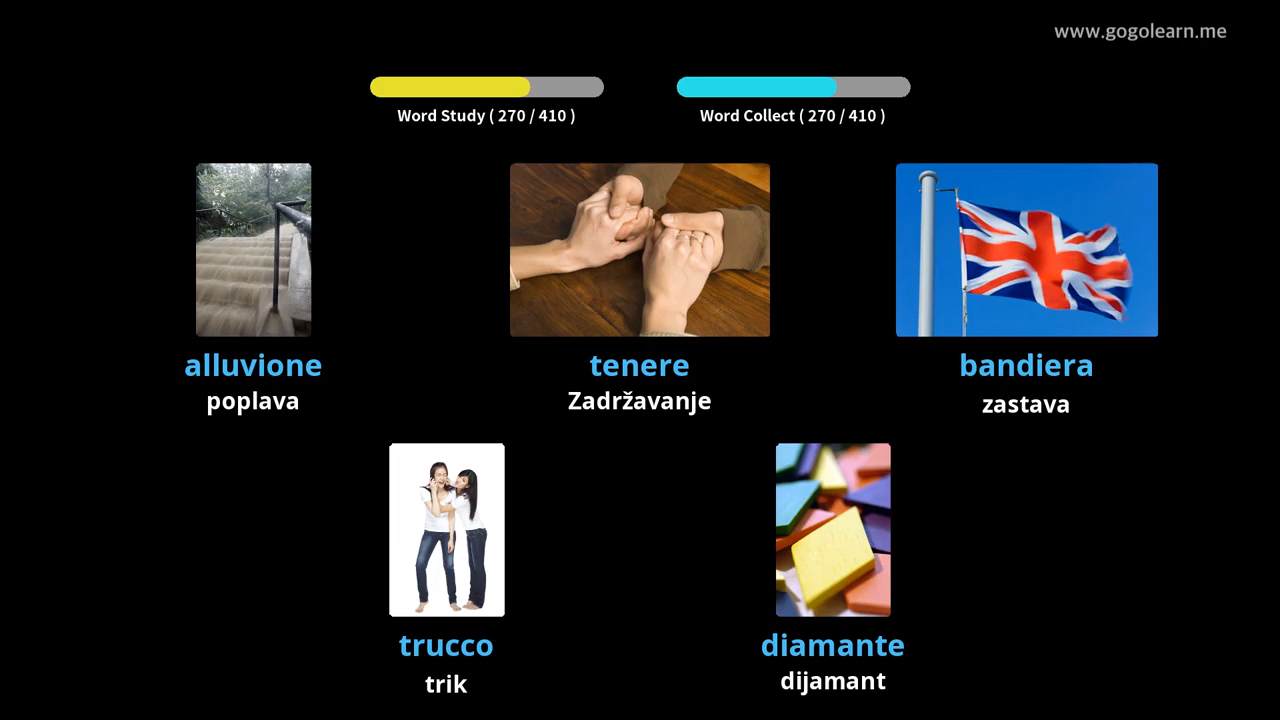 www.gogolearn.me
Word Study ( 270 / 410 )
Word Collect ( 270 / 410 )
alluvione
poplava
tenere
Zadržavanje
bandiera
zastava
trucco
trik
diamante
dijamant